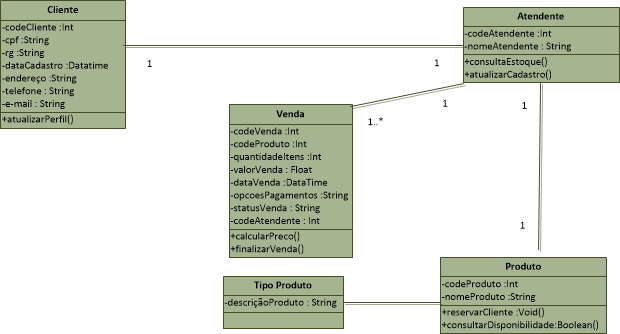 Cliente
-codeCliente :Int
-cpf :String
-rg :String
-dataCadastro :Datatime
-endereço :String
-telefone : String
-e-mail : String
+atualizarPerfil()
1
1
Atendente
-codeAtendente :Int
-nomeAtendente : String
+consultaEstoque()
+atualizarCadastro()
1
1
1..*
Venda
-codeVenda :Int
-codeProduto :Int
-quantidadeItens :Int
-valorVenda : Float
-dataVenda :DataTime
-opcoesPagamentos :String
-statusVenda : String
-codeAtendente : Int
+calcularPreco()
+finalizarVenda()
1
Produto
-codeProduto :Int
-nomeProduto :String
+reservarCliente :Void()
+consultarDisponibilidade:Boolean()
Tipo Produto
-descriçãoProduto : String